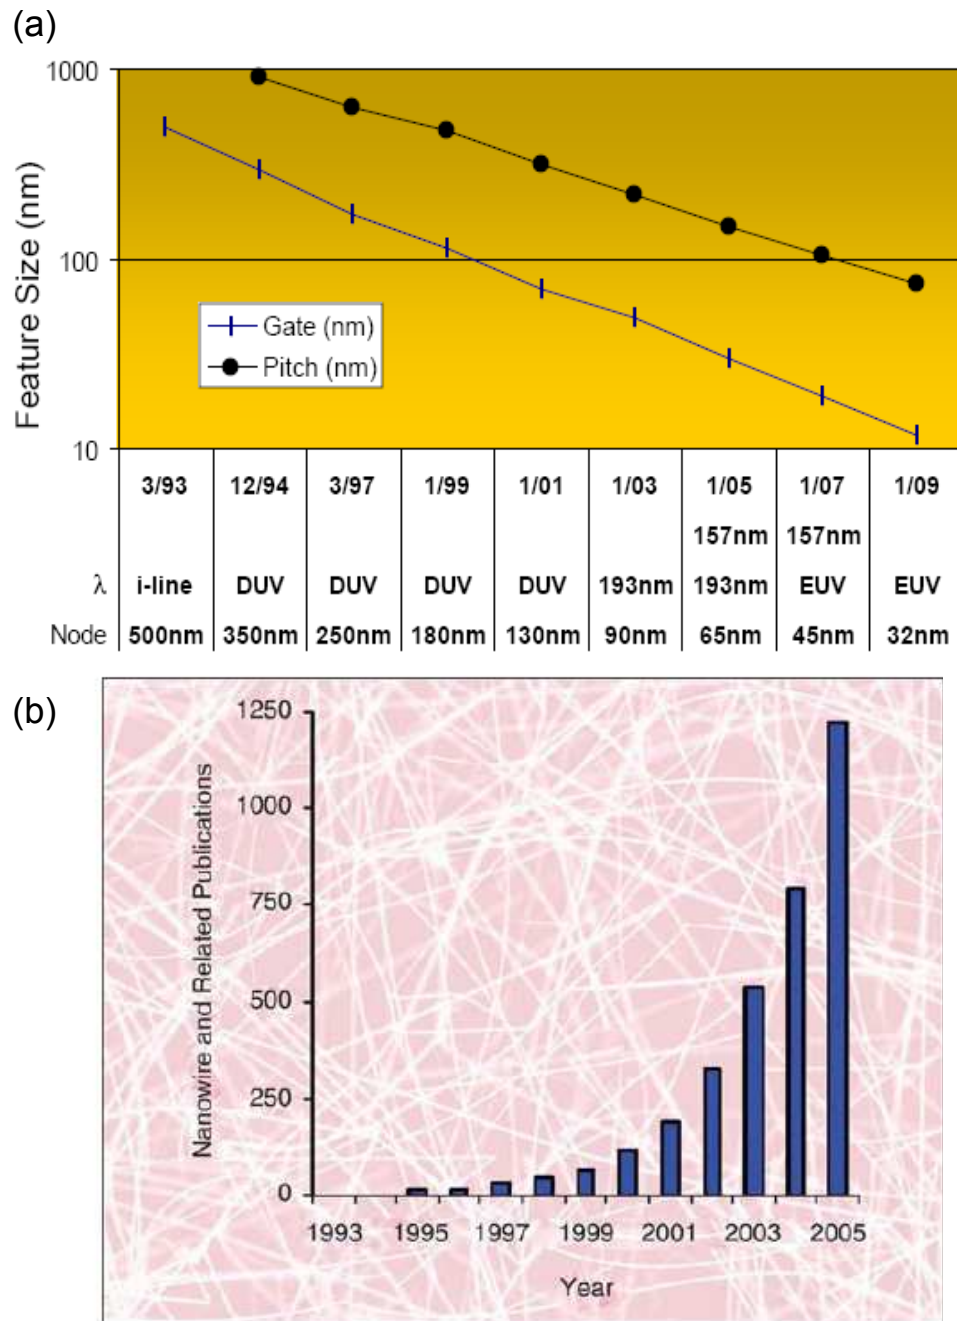 (a)
1000
100
10
Feature Size (nm)
Gate (nm)
Pitch (nm)
3/93 12/94 3/97 1/99 1/01 1/03 1/05 1/07 1/09
157nm 157nm
λ i-line DUV DUV DUV DUV 193nm 193nm EUV EUV
Node 500nm 350nm 250nm 180nm 130nm 90nm 65nm 45nm 32nm
(b)
1250
1000
750
500
250
0
Nanowire and Related Publications
1993 1995 1997 1999 2001 2003 2005
Year